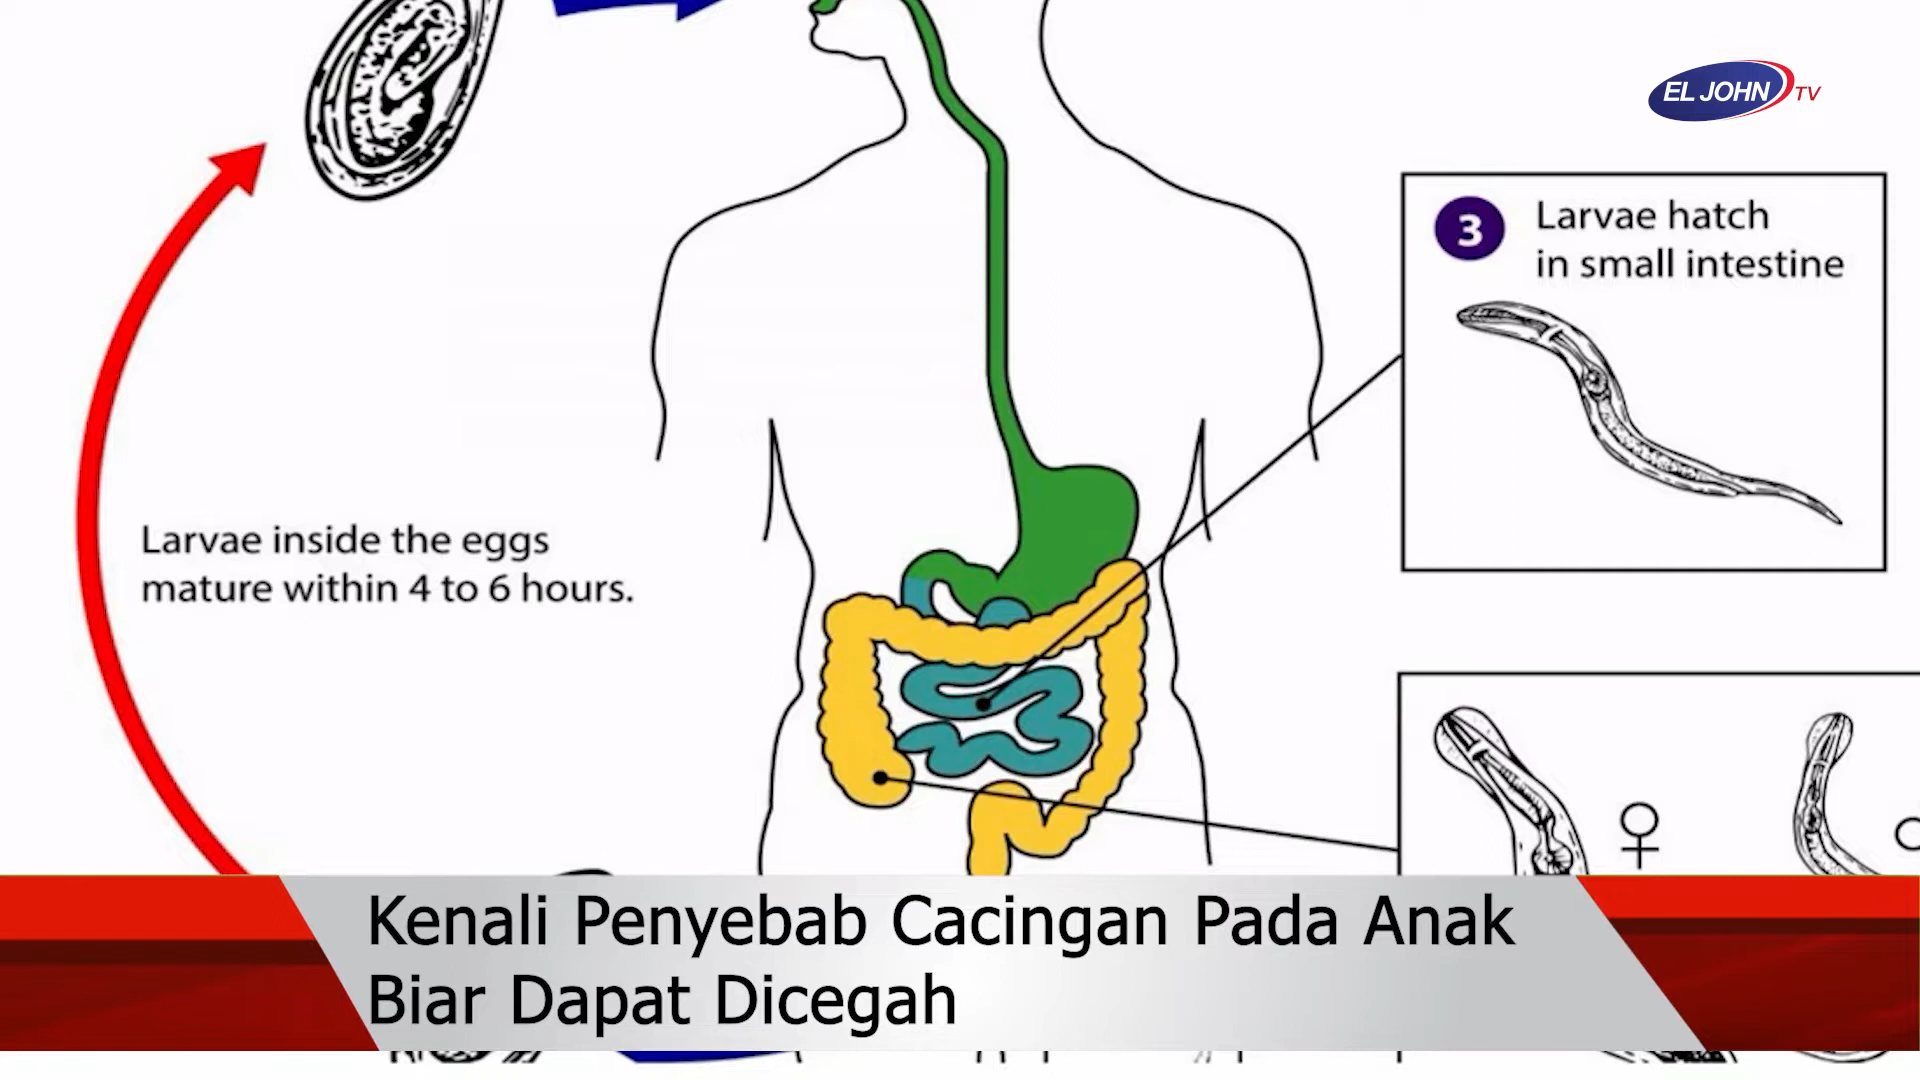 EL JOHN TV
3
Larvae hatch
in small intestine
Larvae inside the eggs
mature within 4 to 6 hours.
♀
Kenali Penyebab Cacingan Pada Anak
Biar Dapat Dicegah